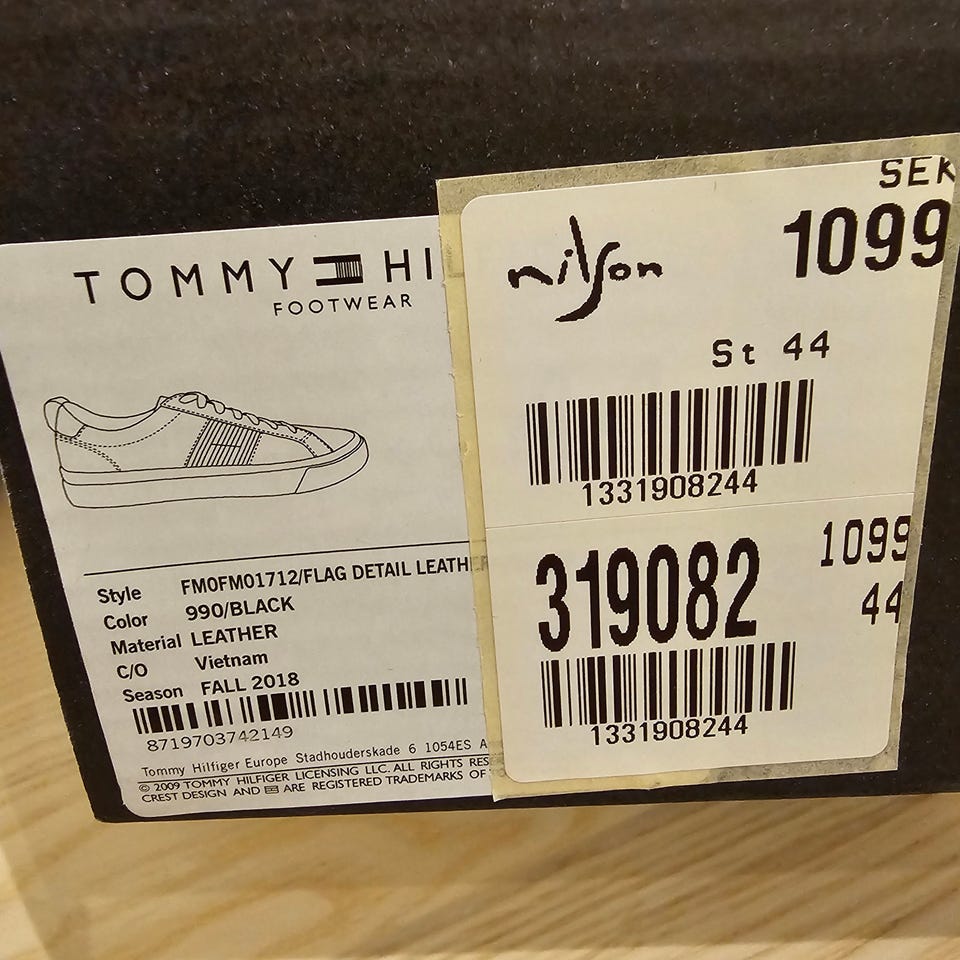 TOMMY HI
FOOTWEAR
Style FM0FM01712/FLAG DETAIL LEATHE
Color 990/BLACK
Material LEATHER
C/O Vietnam
Season FALL 2018
8719703742149
Tommy Hilfiger Europe Stadhouderskade 6 1054ES A
© 2009 TOMMY HILFIGER LICENSING LLC. ALL RIGHTS RES
CREST DESIGN AND ARE REGISTERED TRADEMARKS OF
SEK
nilson 1099
St 44
1331908244
319082 1099
44
1331908244